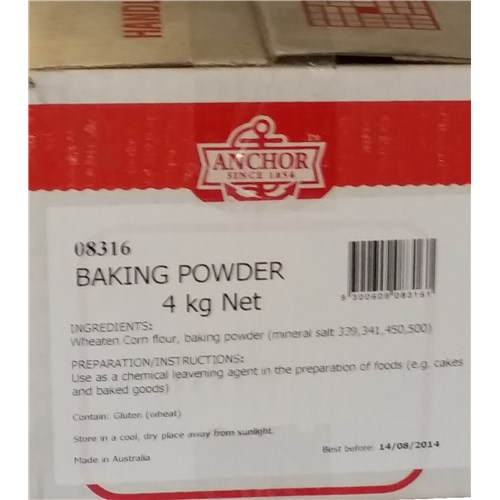 HANDL
ANCHOR
SINCE 1854
08316
BAKING POWDER
4 kg Net
INGREDIENTS:
Wheaten Corn flour, baking powder (mineral salt 339,341,450,500)
PREPARATION/INSTRUCTIONS:
Use as a chemical leavening agent in the preparation of foods (e.g. cakes
and baked goods)
Contain: Gluten (wheat)
Store in a cool, dry place away from sunlight.
Made in Australia
Best before: 14/08/2014
9 300609 083161